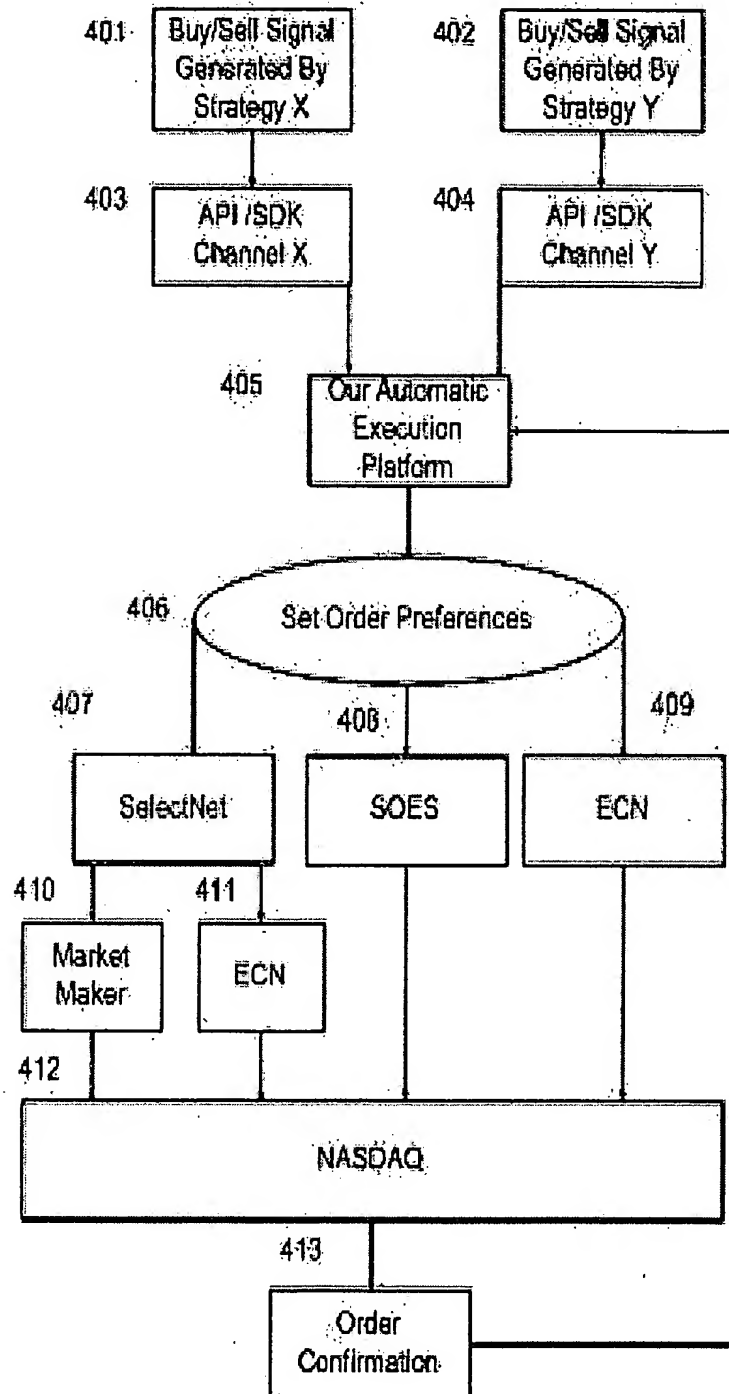 401
Buy/Sell Signal
Generated By
Strategy X
402
Buy/Sell Signal
Generated By
Strategy Y
403
API /SDK
Channel X
404
API /SDK
Channel Y
405
Our Automatic
Execution
Platform
406
Set Order Preferences
407
SelectNet
408
SOES
409
ECN
410
Market
Maker
411
ECN
412
NASDAQ
413
Order
Confirmation